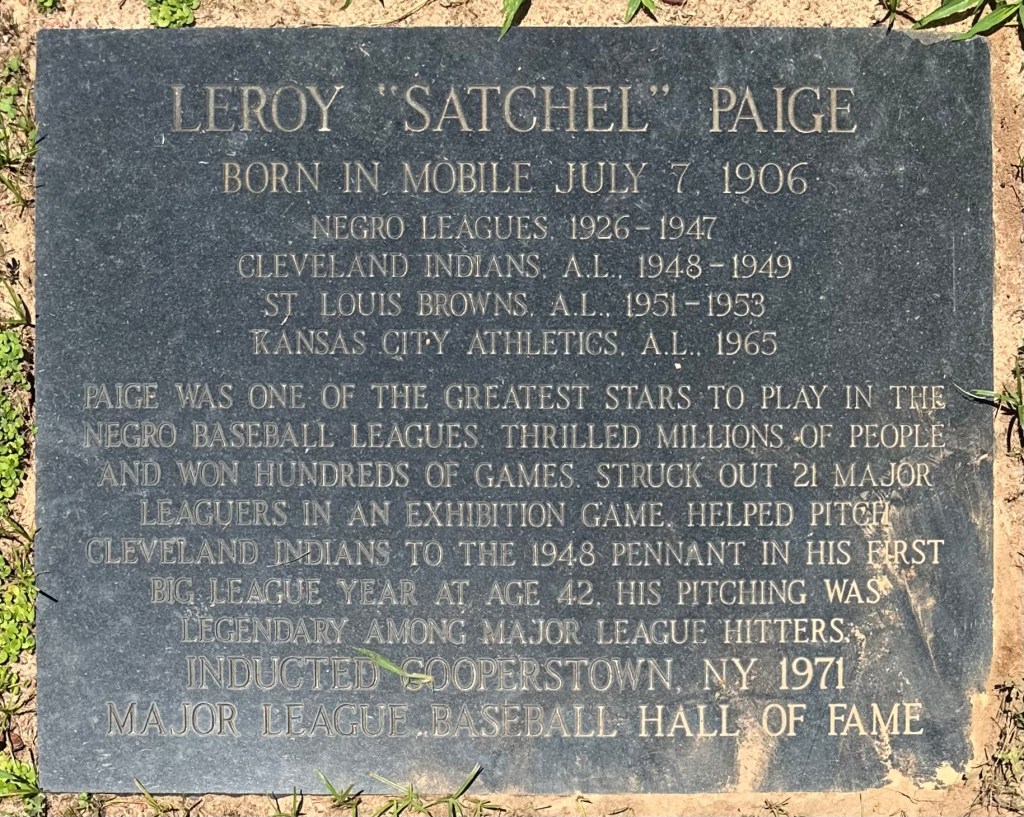 LEROY "SATCHEL" PAIGE
BORN IN MOBILE JULY 7, 1906
NEGRO LEAGUES, 1926-1947
CLEVELAND INDIANS, A.L., 1948-1949
ST. LOUIS BROWNS, A.L., 1951-1953
KANSAS CITY ATHLETICS, A.L., 1965
PAIGE WAS ONE OF THE GREATEST STARS TO PLAY IN THE
NEGRO BASEBALL LEAGUES. THRILLED MILLIONS OF PEOPLE
AND WON HUNDREDS OF GAMES. STRUCK OUT 21 MAJOR
LEAGUERS IN AN EXHIBITION GAME. HELPED PITCH
CLEVELAND INDIANS TO THE 1948 PENNANT IN HIS FIRST
BIG LEAGUE YEAR AT AGE 42. HIS PITCHING WAS
LEGENDARY AMONG MAJOR LEAGUE HITTERS.
INDUCTED COOPERSTOWN, NY 1971
MAJOR LEAGUE BASEBALL HALL OF FAME